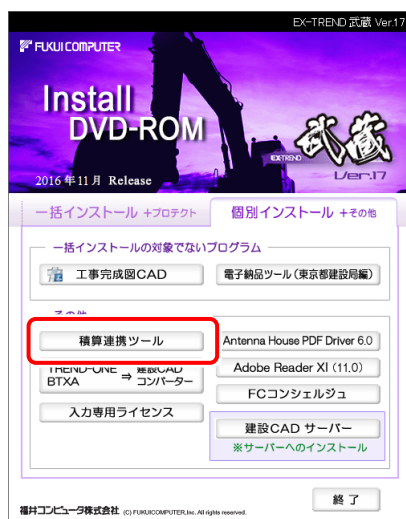 EX-TREND 武蔵 Ver.17
FUKUI COMPUTER
Install
DVD-ROM
EXTREND 武蔵
Ver.17
2016年11月 Release
一括インストール +プロテクト
個別インストール +その他
一括インストールの対象でないプログラム
工事完成図CAD
電子納品ツール(東京都建設局編)
その他
積算連携ツール
Antenna House PDF Driver 6.0
TREND-ONE BTXA ⇒ 建設CAD コンバーター
Adobe Reader XI (11.0)
FCコンシェルジュ
入力専用ライセンス
建設CAD サーバー
※サーバーへのインストール
終了
福井コンピュータ株式会社 (C) FUKUICOMPUTER,Inc. All rights reserved.